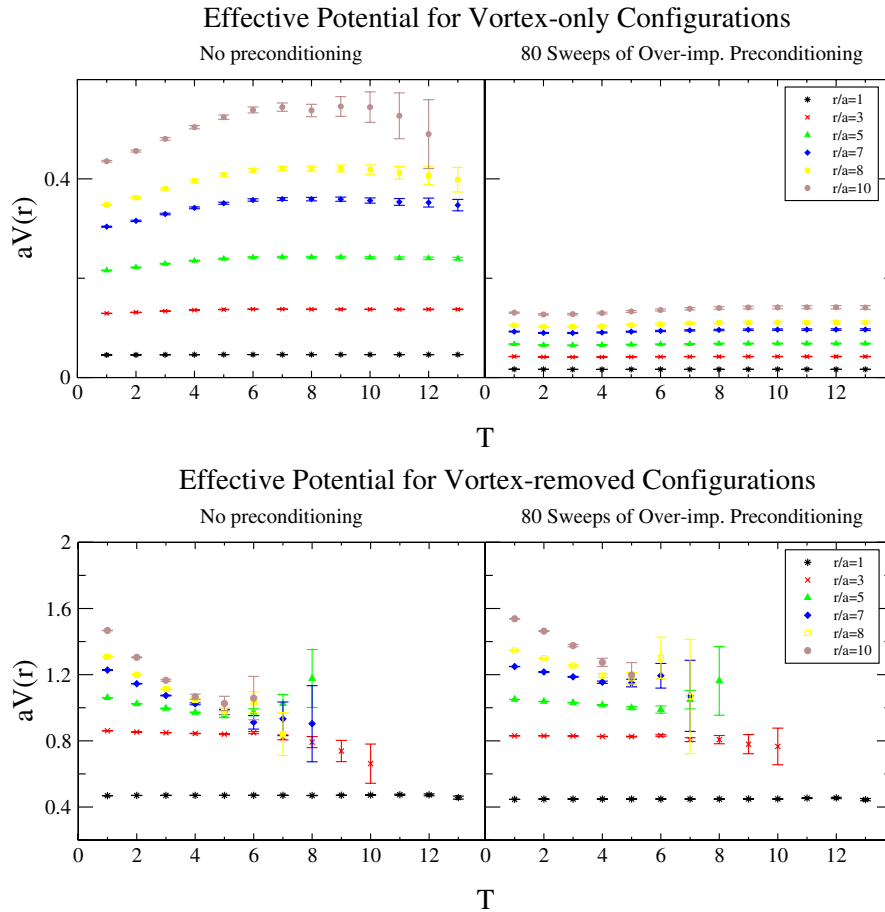 Effective Potential for Vortex-only Configurations
No preconditioning
80 Sweeps of Over-imp. Preconditioning
aV(r)
0.4
0
r/a=1
r/a=3
r/a=5
r/a=7
r/a=8
r/a=10
0 2 4 6 8 10 12
0 2 4 6 8 10 12
T
Effective Potential for Vortex-removed Configurations
No preconditioning
80 Sweeps of Over-imp. Preconditioning
aV(r)
2
1.6
1.2
0.8
0.4
r/a=1
r/a=3
r/a=5
r/a=7
r/a=8
r/a=10
0 2 4 6 8 10 12
0 2 4 6 8 10 12
T